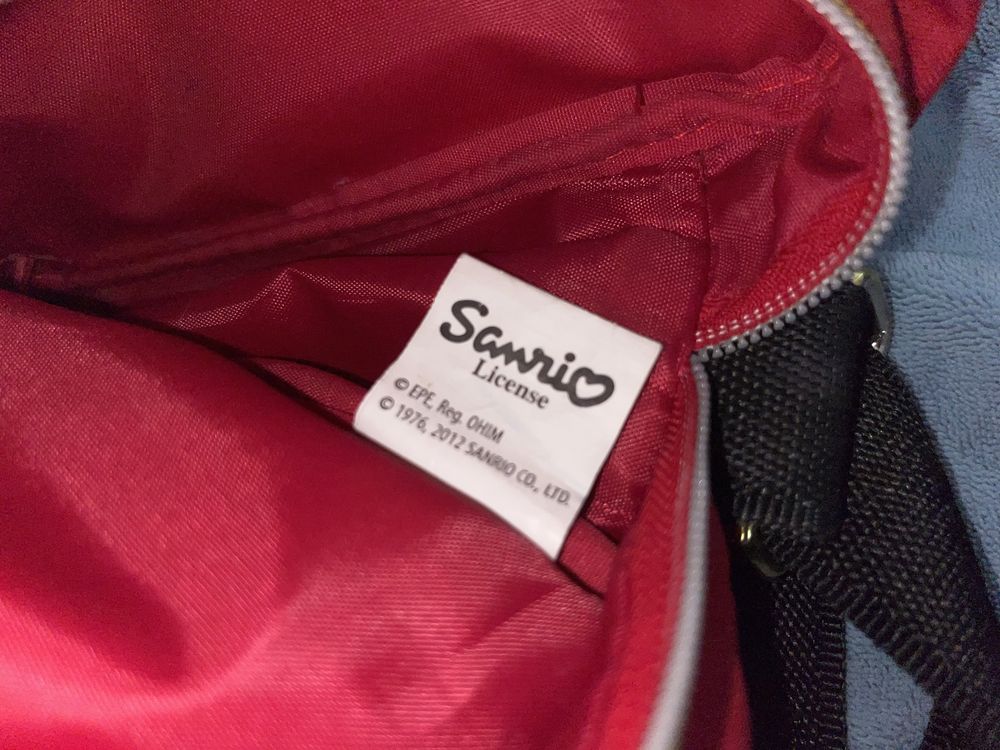 Sanrio
License
© EPE, Reg. OHIM
© 1976, 2012 SANRIO CO., LTD.